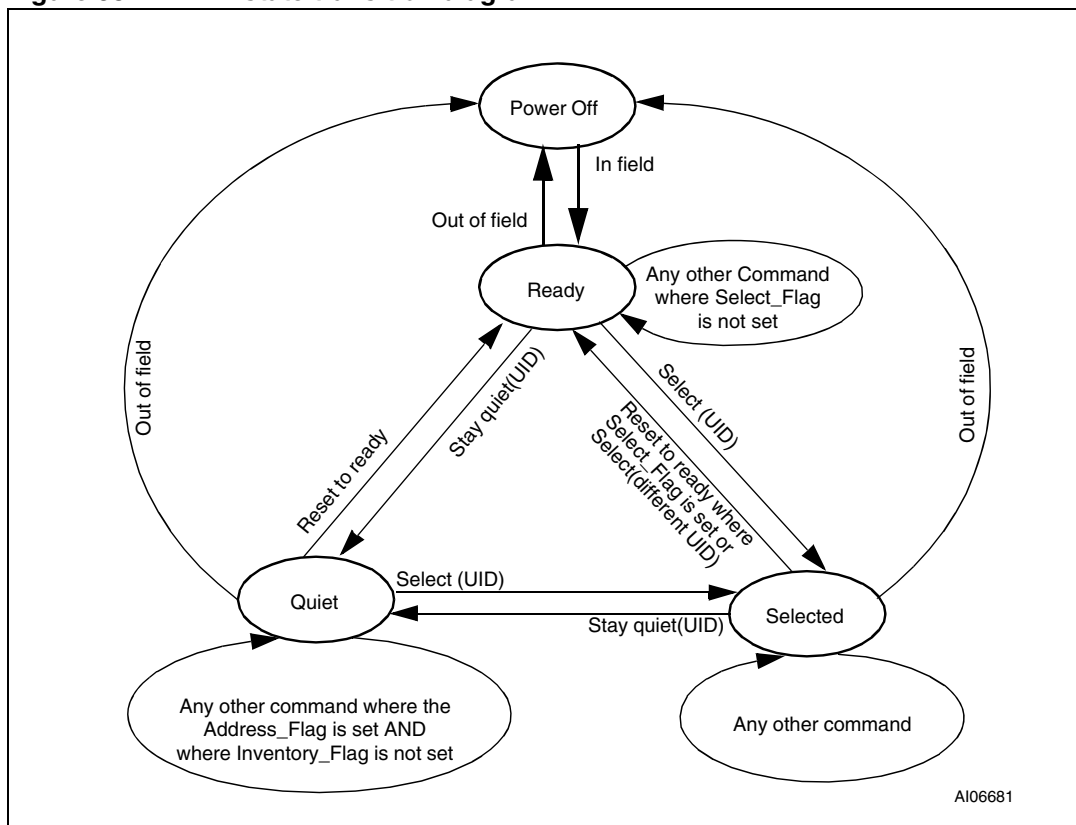 Power Off
In field
Out of field
Ready
Any other Command
where Select_Flag
is not set
Out of field
Reset to ready
Stay quiet(UID)
Select (UID)
Reset to ready where
Select_Flag is set or
Select(different UID)
Out of field
Quiet
Select (UID)
Stay quiet(UID)
Selected
Any other command where the
Address_Flag is set AND
where Inventory_Flag is not set
Any other command
AI06681